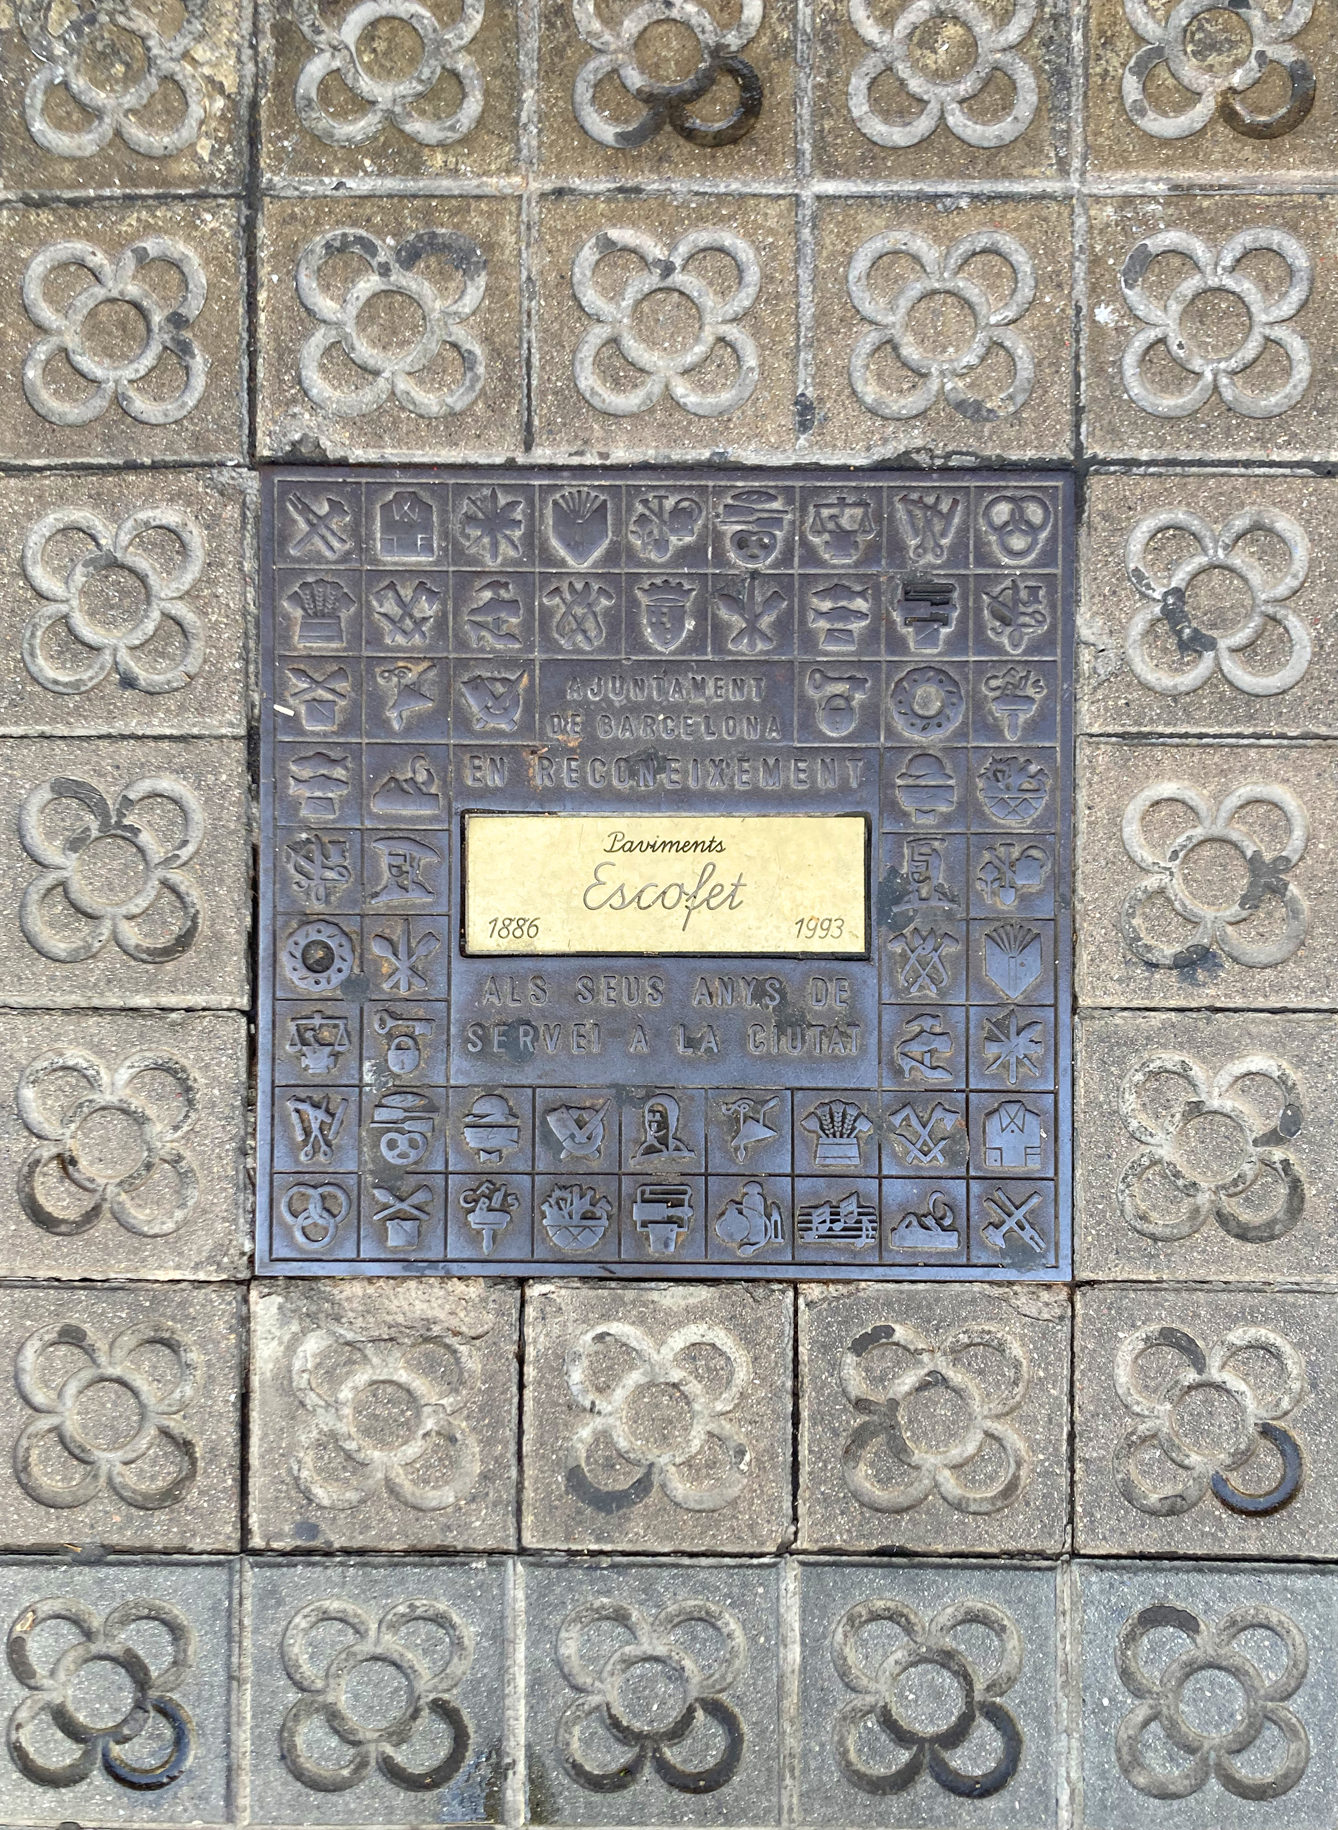 AJUNTAMENT
DE BARCELONA
EN RECONEIXEMENT
Paviments
Escofet
1886 1993
ALS SEUS ANYS DE
SERVEI A LA CIUTAT